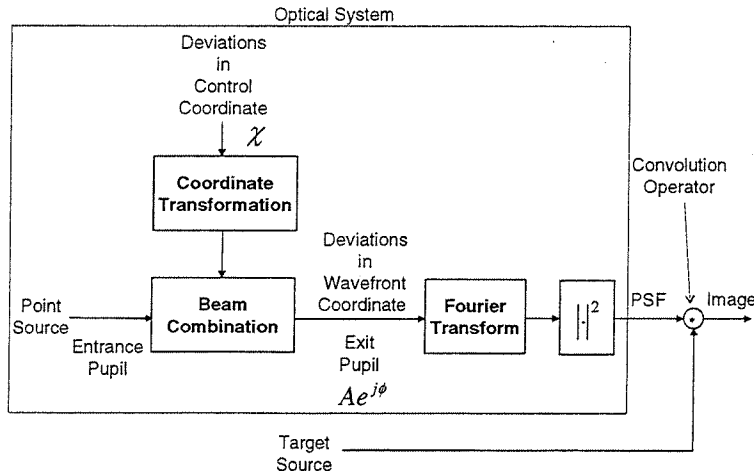 Optical System
Deviations
in
Control
Coordinate
χ
Coordinate
Transformation
Convolution
Operator
Deviations
in
Wavefront
Coordinate
Point
Source
Entrance
Pupil
Beam
Combination
Exit
Pupil
Ae^{jϕ}
Fourier
Transform
|·|²
PSF
Image
Target
Source